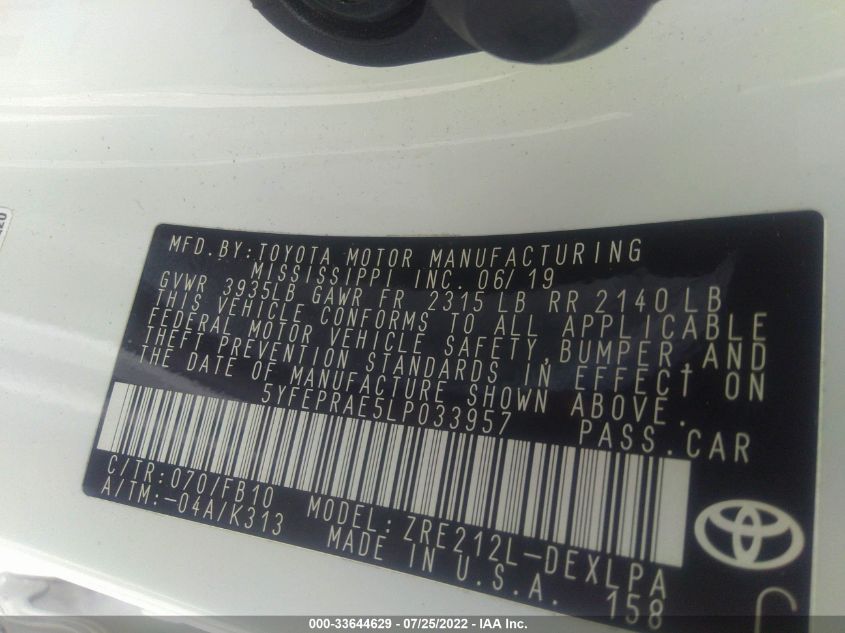 MFD.BY:TOYOTA MOTOR MANUFACTURING
MISSISSIPPI INC. 06/19
GVWR 3935LB GAWR FR 2315 LB RR 2140 LB
THIS VEHICLE CONFORMS TO ALL APPLICABLE
FEDERAL MOTOR VEHICLE SAFETY,BUMPER,AND
THEFT PREVENTION STANDARDS IN EFFECT ON
THE DATE OF MANUFACTURE SHOWN ABOVE.
5YFEPRAE5LP033957 PASS.CAR
C/TR:070/FB10 MODEL:ZRE212L-DEXLPA
A/TM:-04A/K313 MADE IN U.S.A. 158
000-33644629 - 07/25/2022 - IAA Inc.